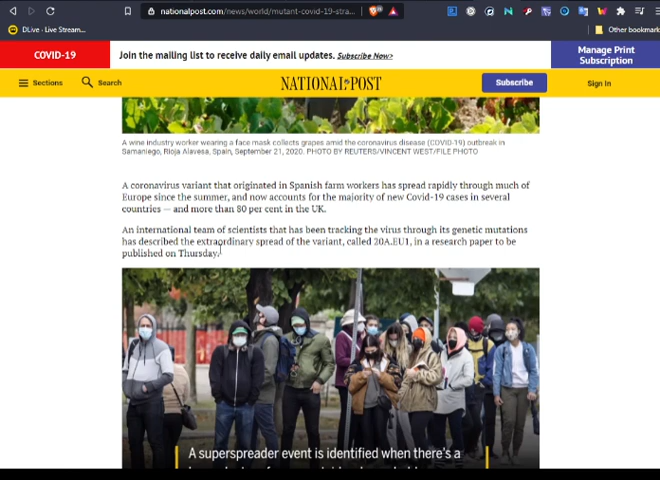 nationalpost.com/news/world/mutant-covid-19-stra...
DLive - Live Stream...
Other bookmark
COVID-19
Join the mailing list to receive daily email updates. Subscribe Now>
Manage Print
Subscription
Sections
Search
NATIONAL POST
Subscribe
Sign In
A wine industry worker wearing a face mask collects grapes amid the coronavirus disease (COVID-19) outbreak in
Samaniego, Rioja Alavesa, Spain, September 21, 2020. PHOTO BY REUTERS/VINCENT WEST/FILE PHOTO
A coronavirus variant that originated in Spanish farm workers has spread rapidly through much of
Europe since the summer, and now accounts for the majority of new Covid-19 cases in several
countries — and more than 80 per cent in the UK.
An international team of scientists that has been tracking the virus through its genetic mutations
has described the extraordinary spread of the variant, called 20A.EU1, in a research paper to be
published on Thursday.
A superspreader event is identified when there's a